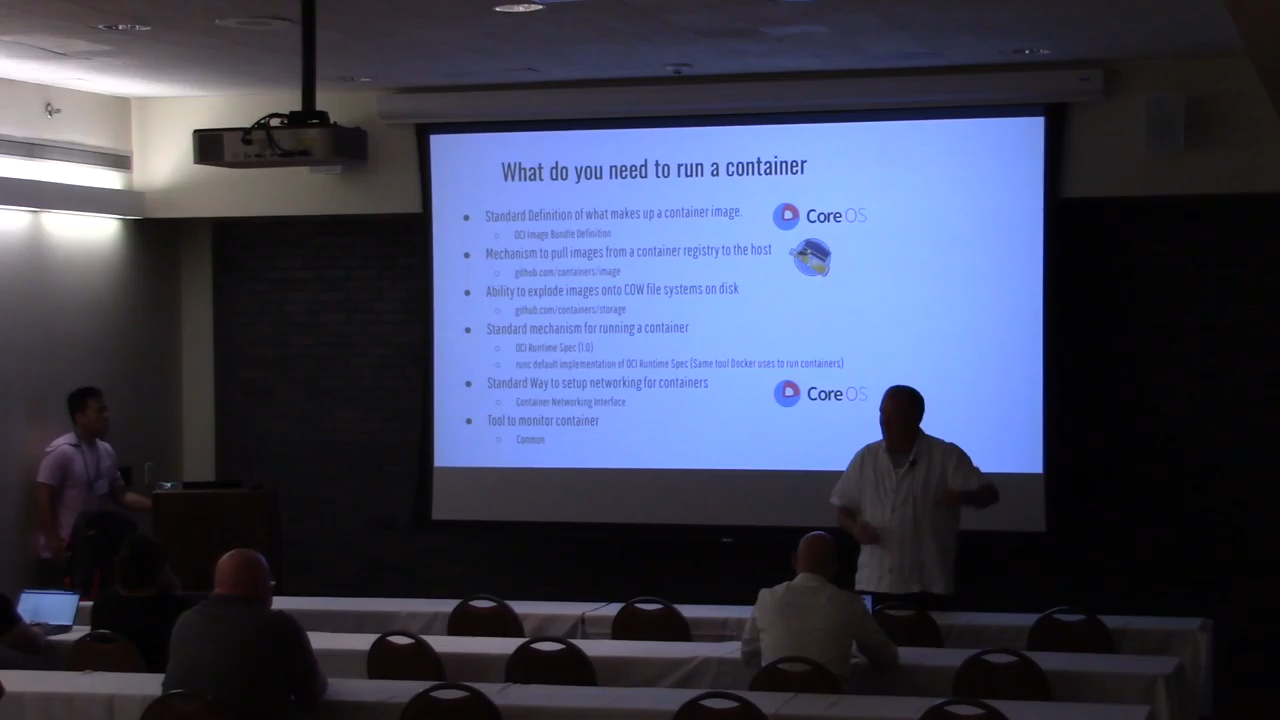 What do you need to run a container
● Standard Definition of what makes up a container image.
CoreOS
○ OCI Image Bundle Definition
● Mechanism to pull images from a container registry to the host
○ github.com/containers/image
● Ability to explode images onto COW file systems on disk
○ github.com/containers/storage
● Standard mechanism for running a container
○ OCI Runtime Spec (1.0)
○ runc default implementation of OCI Runtime Spec (Same tool Docker uses to run containers)
● Standard Way to setup networking for containers
CoreOS
○ Container Networking Interface
● Tool to monitor container
○ Conmon